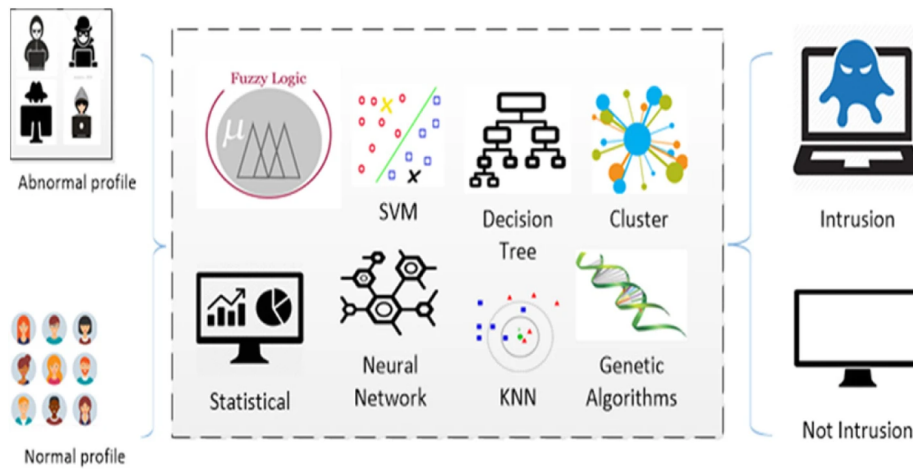 Abnormal profile
Normal profile
Fuzzy Logic
μ
SVM
Decision
Tree
Cluster
Statistical
Neural
Network
KNN
Genetic
Algorithms
Intrusion
Not Intrusion